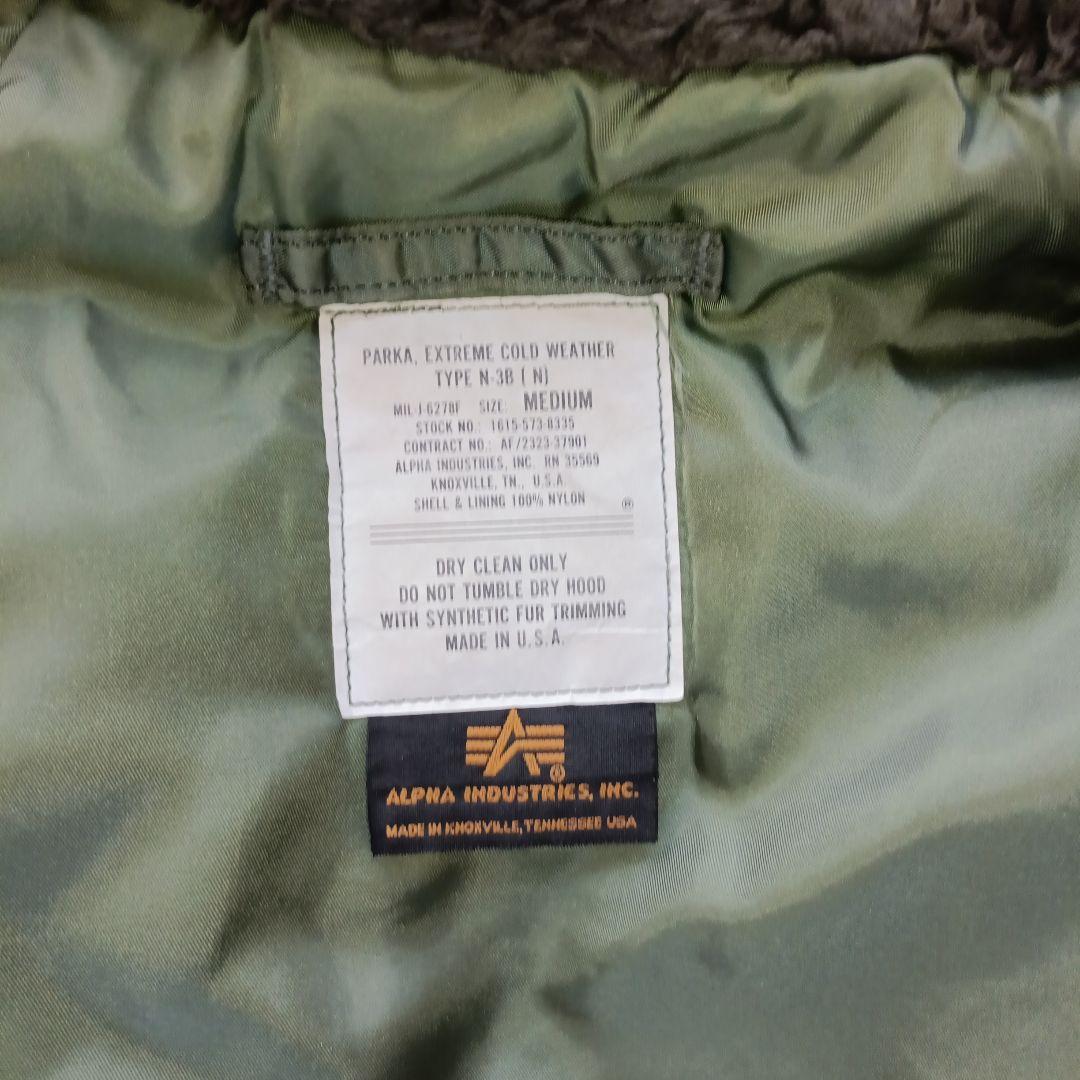 PARKA, EXTREME COLD WEATHER
TYPE N-3B ( N)
MIL-J-6278F SIZE: MEDIUM
STOCK NO.: 1615-573-8335
CONTRACT NO.: AF/2323-37901
ALPHA INDUSTRIES, INC. RN 35569
KNOXVILLE, TN., U.S.A.
SHELL & LINING 100% NYLON ®
DRY CLEAN ONLY
DO NOT TUMBLE DRY HOOD
WITH SYNTHETIC FUR TRIMMING
MADE IN U.S.A.
ALPHA INDUSTRIES, INC.
MADE IN KNOXVILLE, TENNESSEE USA